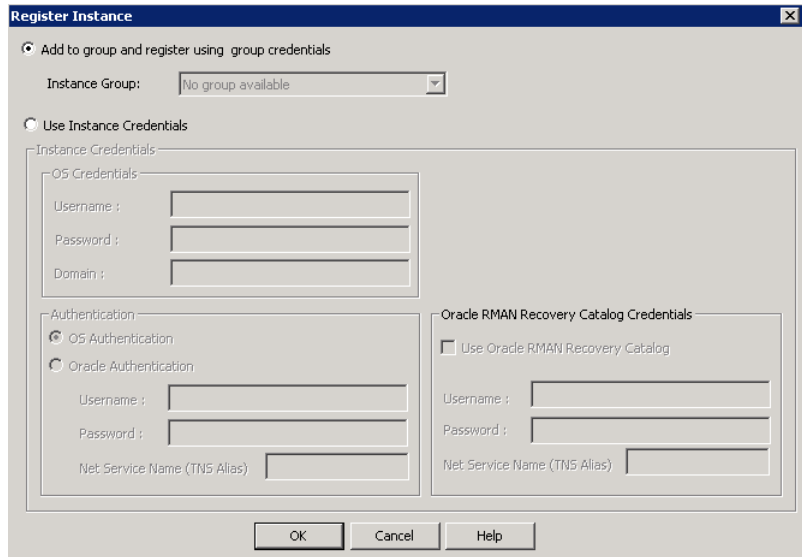 Register Instance
Add to group and register using group credentials
Instance Group:
No group available
Use Instance Credentials
Instance Credentials
OS Credentials
Username :
Password :
Domain :
Authentication
OS Authentication
Oracle Authentication
Username :
Password :
Net Service Name (TNS Alias)
Oracle RMAN Recovery Catalog Credentials
Use Oracle RMAN Recovery Catalog
Username :
Password :
Net Service Name (TNS Alias)
OK
Cancel
Help